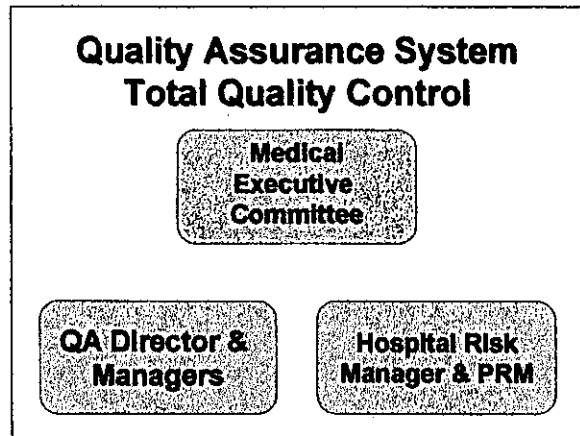 Quality Assurance System
Total Quality Control
Medical
Executive
Committee
QA Director &
Managers
Hospital Risk
Manager & PRM